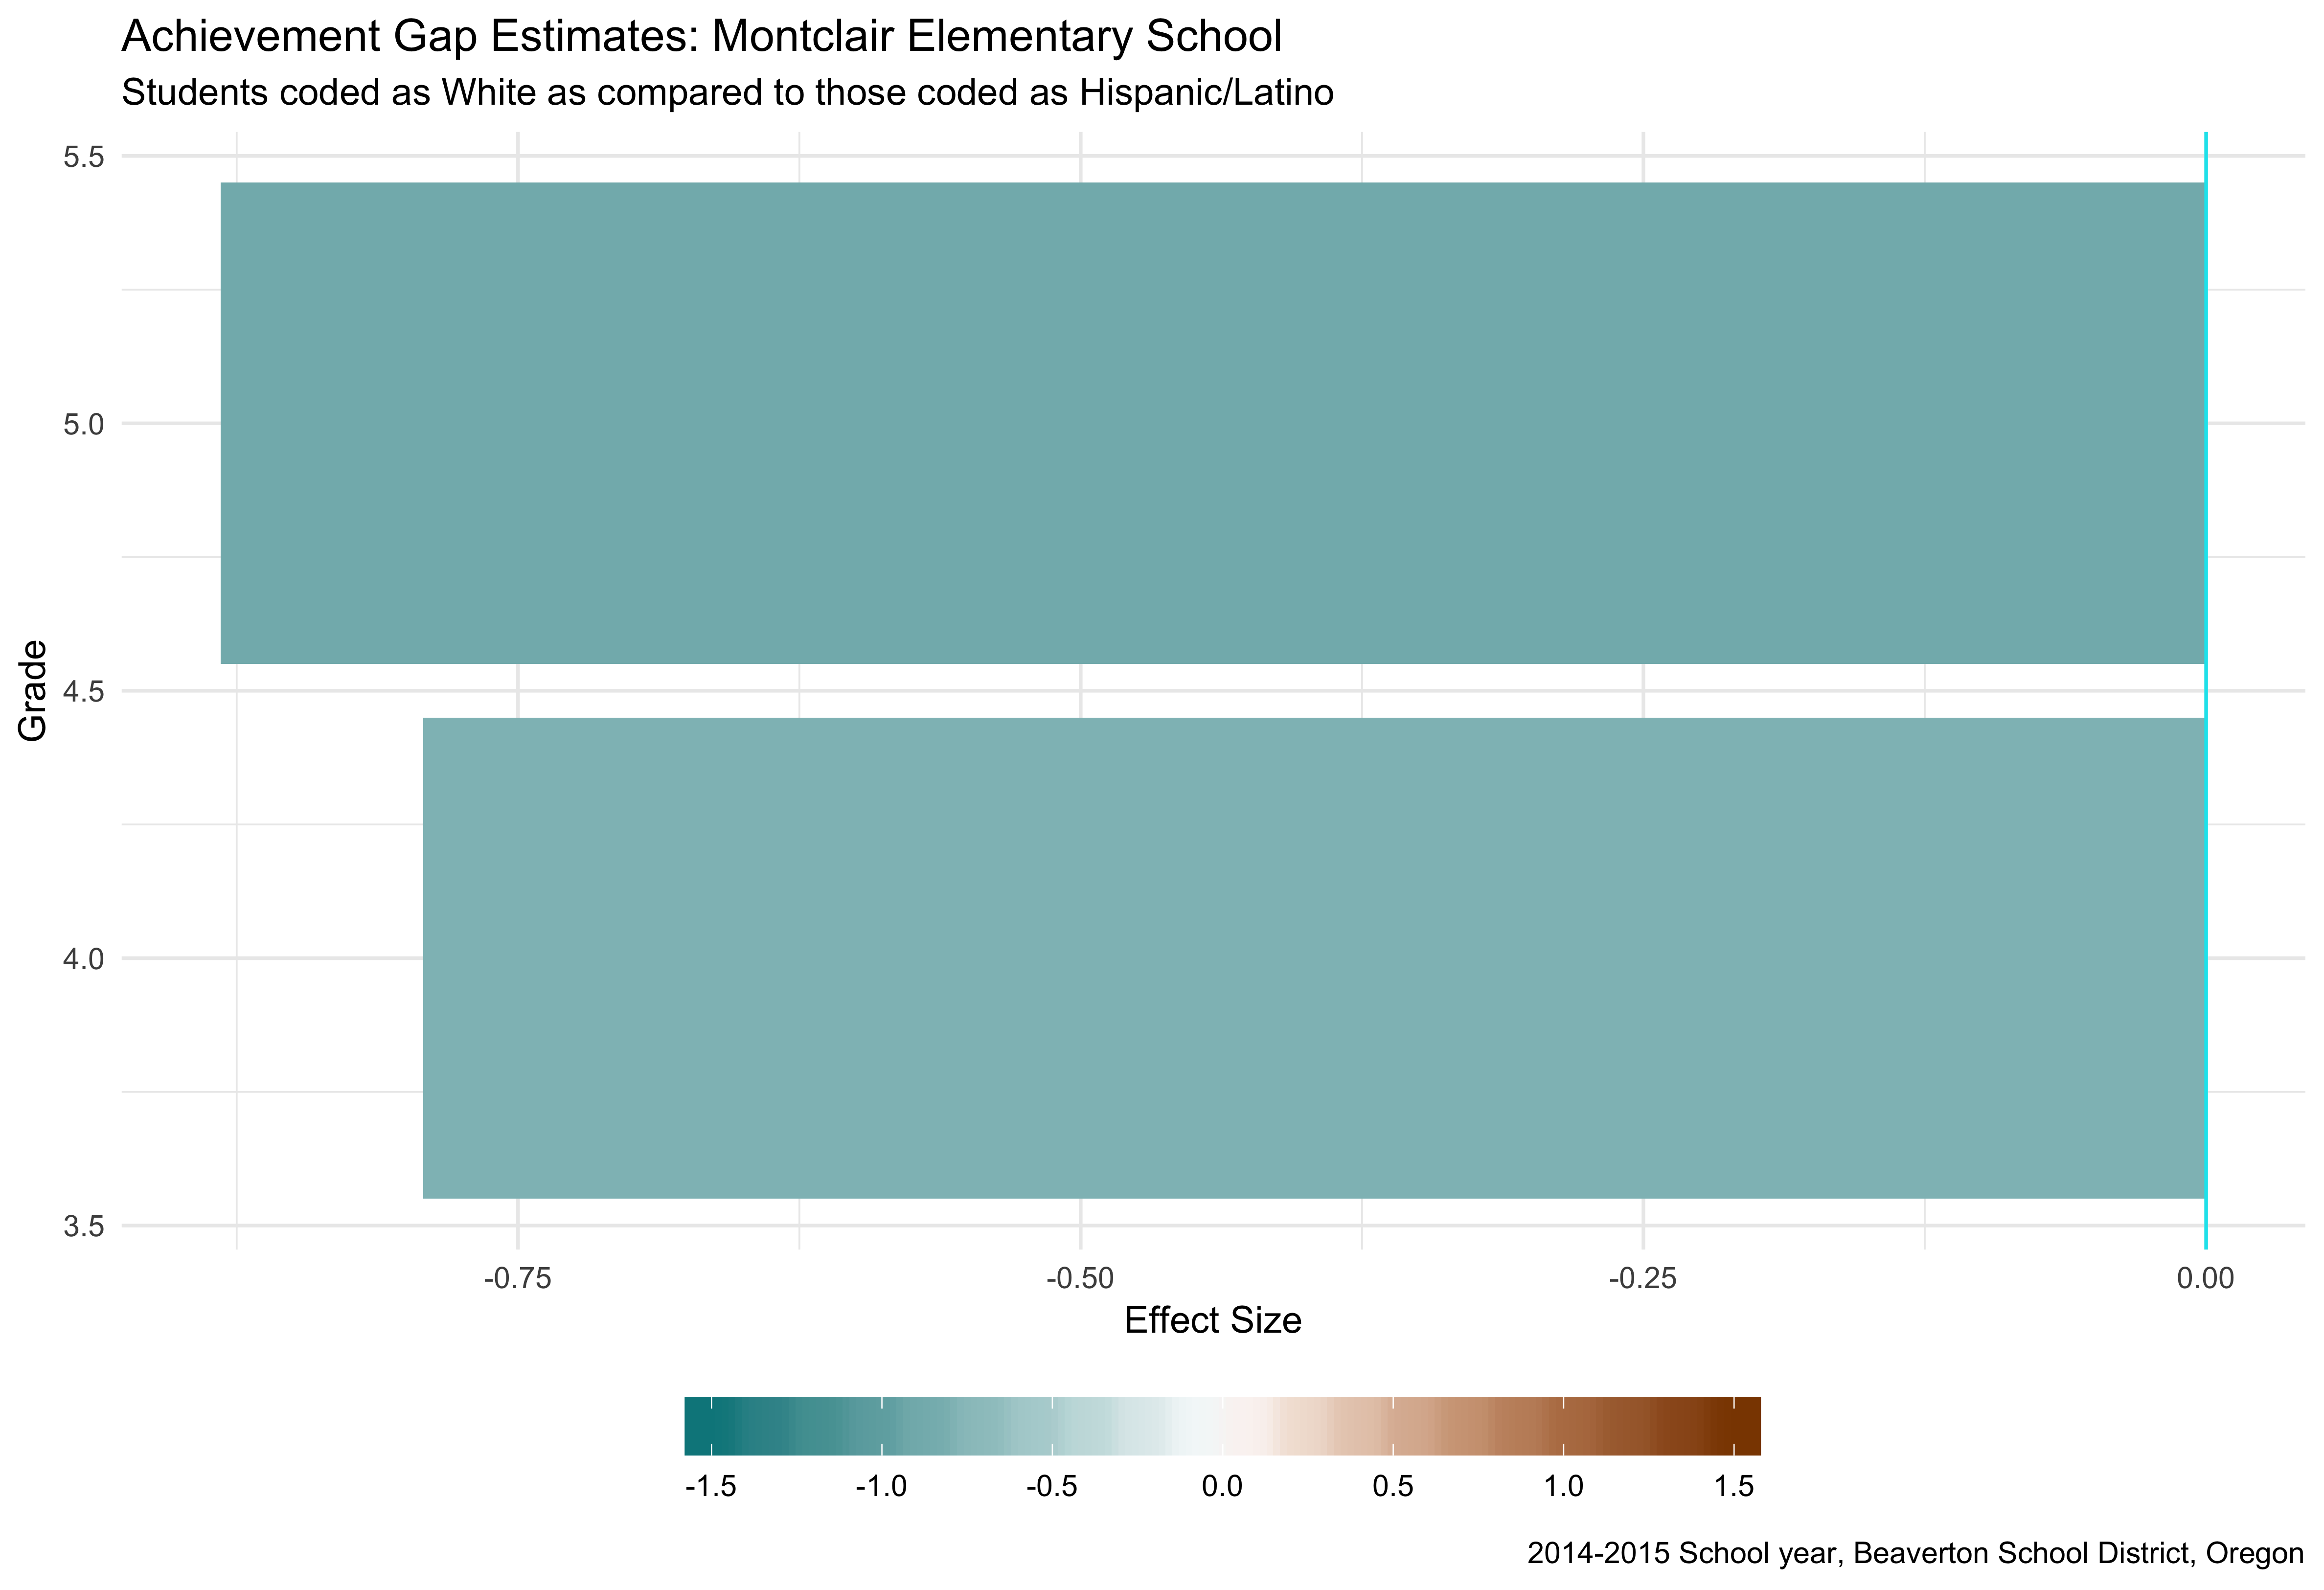 Achievement Gap Estimates: Montclair Elementary School
Students coded as White as compared to those coded as Hispanic/Latino
5.5
5.0
4.5
4.0
3.5
Grade
-0.75 -0.50 -0.25 0.00
Effect Size
-1.5 -1.0 -0.5 0.0 0.5 1.0 1.5
2014-2015 School year, Beaverton School District, Oregon